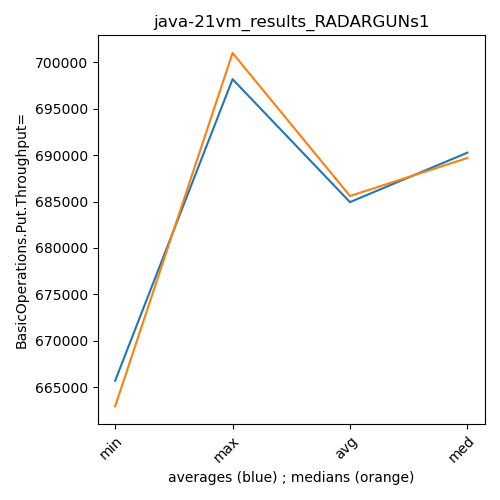 java-21vm_results_RADARGUNs1
BasicOperations.Put.Throughput=
700000
695000
690000
685000
680000
675000
670000
665000
min
max
avg
med
averages (blue) ; medians (orange)